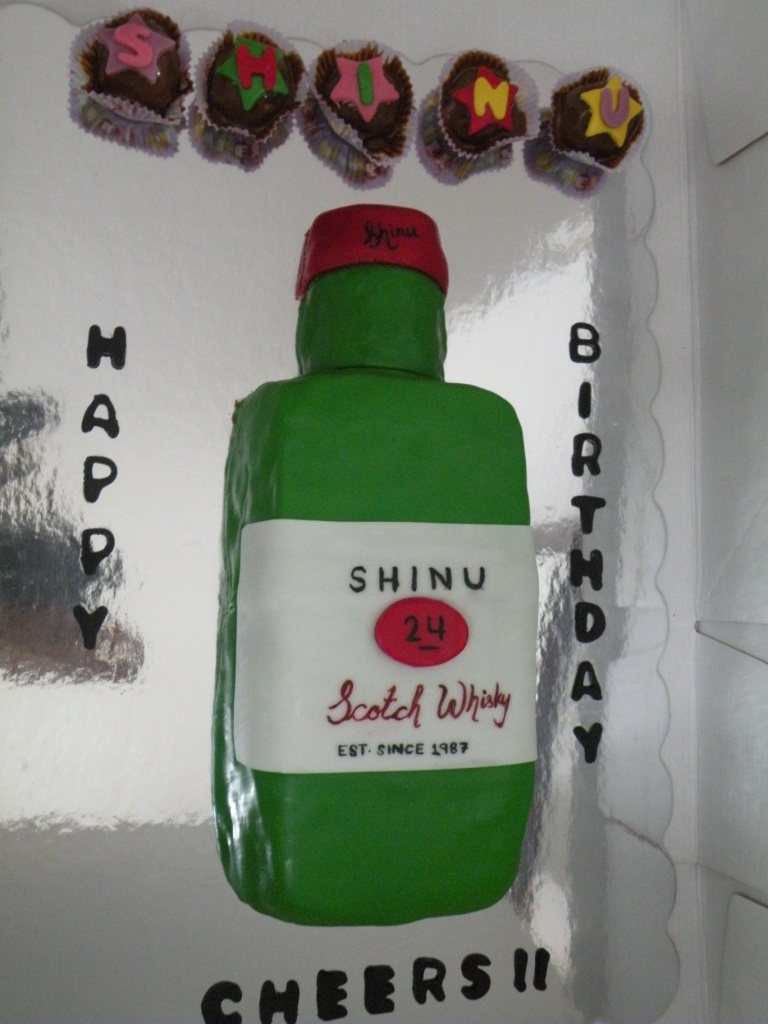 SHINU
Shinu
HAPPY
BIRTHDAY
SHINU
24
Scotch Whisky
EST. SINCE 1987
CHEERS!!